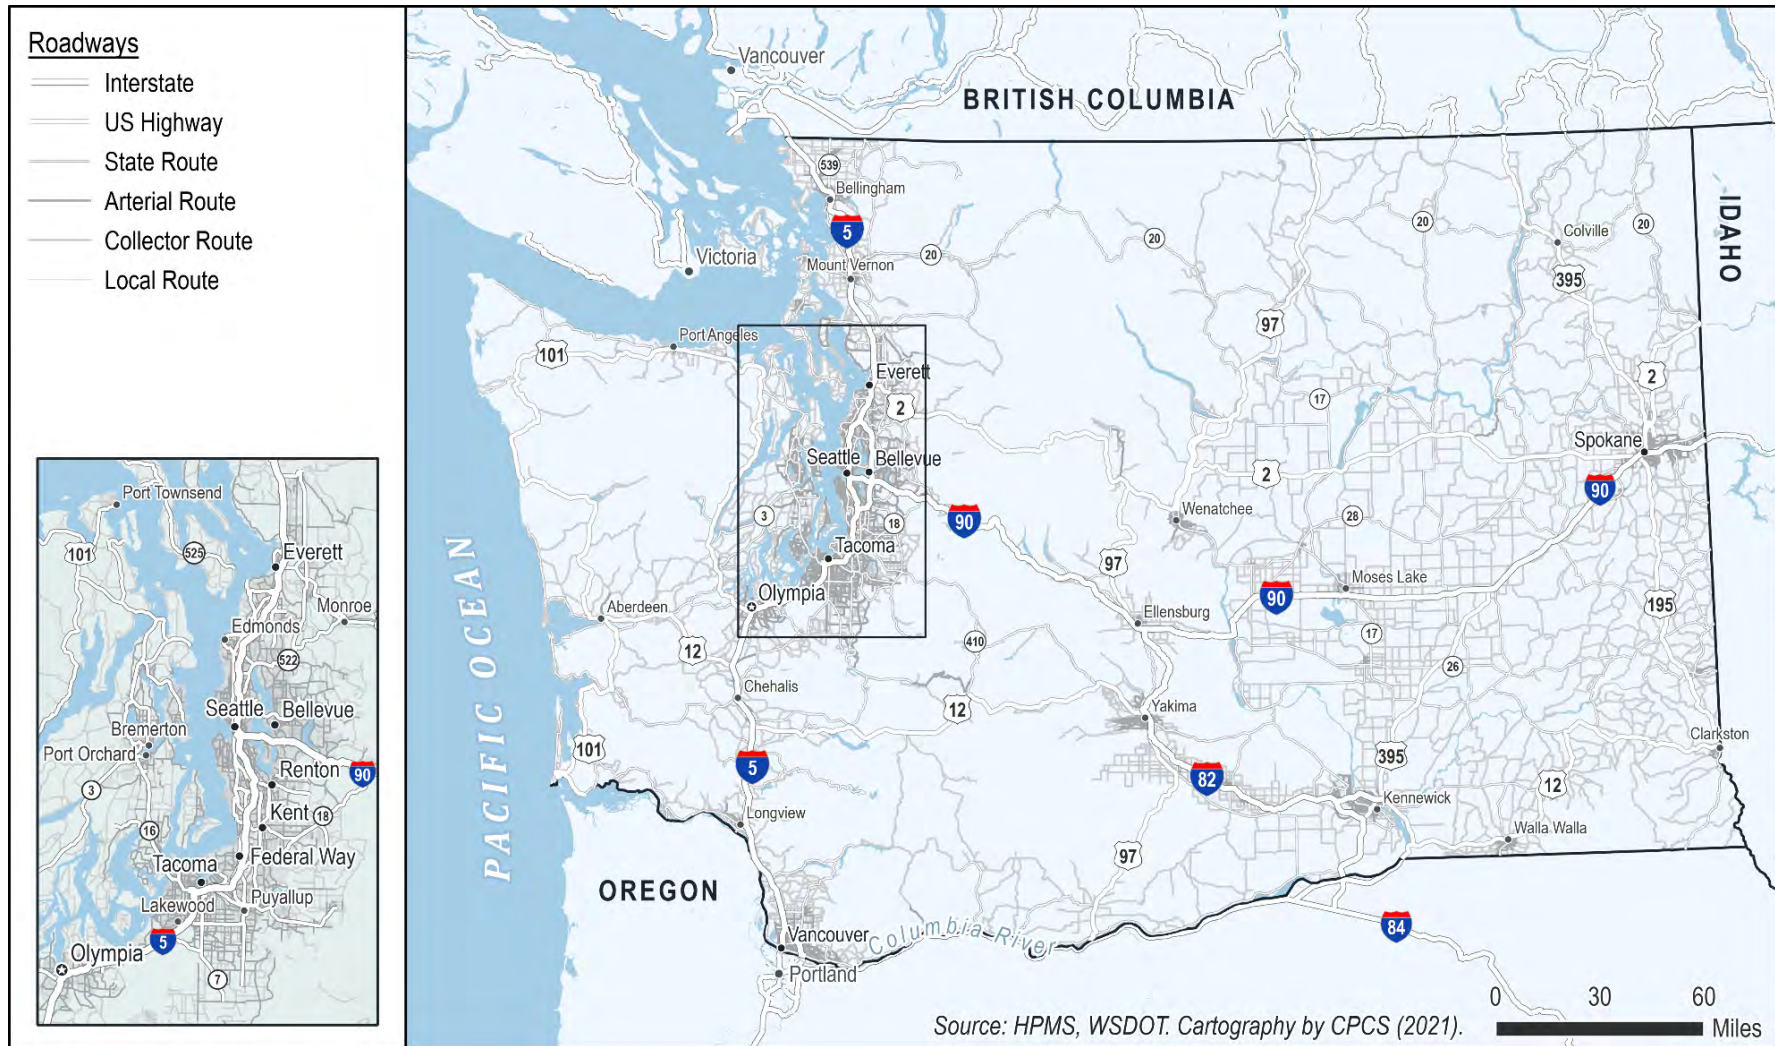 Roadways
Interstate
US Highway
State Route
Arterial Route
Collector Route
Local Route
Port Townsend
101
525
Everett
Monroe
Edmonds
522
Seattle
Bellevue
Bremerton
Port Orchard
90
Renton
3
Kent
18
16
Federal Way
Tacoma
Puyallup
Lakewood
5
Olympia
7
Vancouver
BRITISH COLUMBIA
539
Bellingham
IDAHO
5
20
20
20
20
Colville
Victoria
Mount Vernon
395
97
Port Angeles
101
Everett
2
2
17
Seattle
Bellevue
Spokane
2
90
3
18
90
Wenatchee
28
Tacoma
97
Moses Lake
90
Olympia
Aberdeen
Ellensburg
195
PACIFIC OCEAN
12
410
17
26
Chehalis
12
Yakima
Clarkston
101
5
395
82
12
Kennewick
Longview
Walla Walla
97
OREGON
84
Vancouver
Columbia River
Portland
0 30 60
Miles
Source: HPMS, WSDOT. Cartography by CPCS (2021).